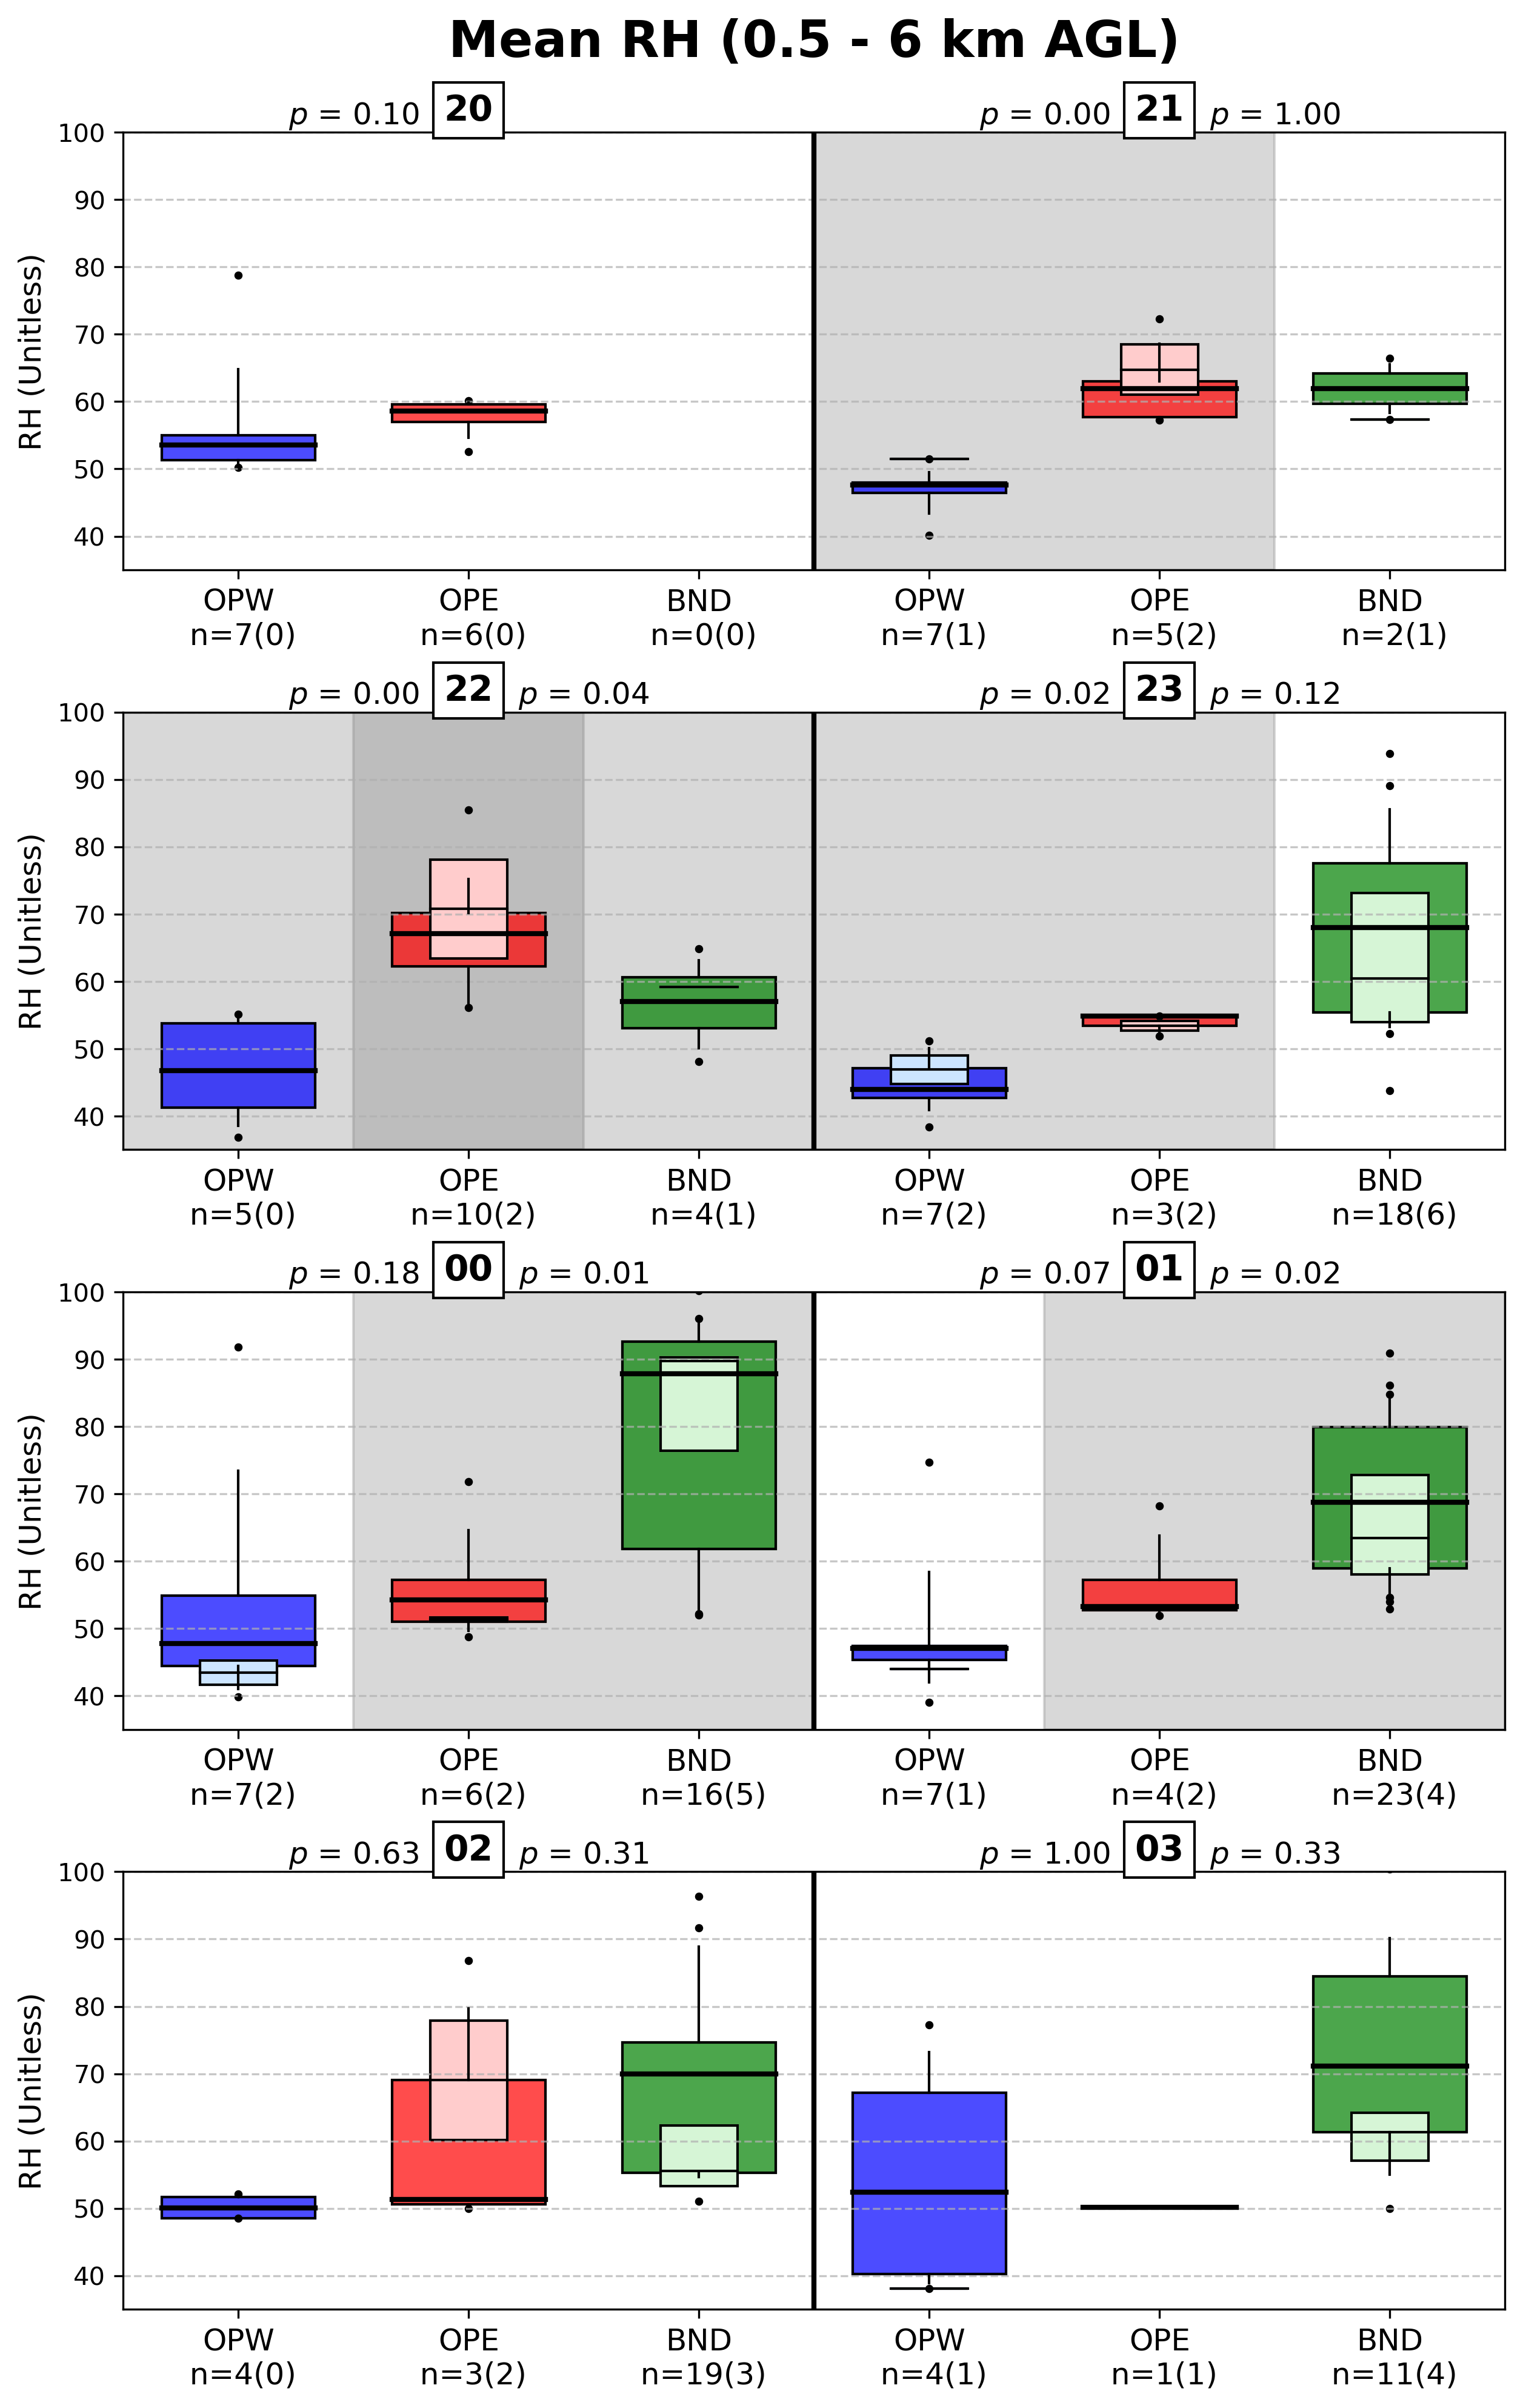 Mean RH (0.5 - 6 km AGL)
p = 0.10 20
p = 0.00 21 p = 1.00
RH (Unitless)
100
90
80
70
60
50
40
OPW OPE BND OPW OPE BND
n=7(0) n=6(0) n=0(0) n=7(1) n=5(2) n=2(1)
p = 0.00 22 p = 0.04
p = 0.02 23 p = 0.12
RH (Unitless)
100
90
80
70
60
50
40
OPW OPE BND OPW OPE BND
n=5(0) n=10(2) n=4(1) n=7(2) n=3(2) n=18(6)
p = 0.18 00 p = 0.01
p = 0.07 01 p = 0.02
RH (Unitless)
100
90
80
70
60
50
40
OPW OPE BND OPW OPE BND
n=7(2) n=6(2) n=16(5) n=7(1) n=4(2) n=23(4)
p = 0.63 02 p = 0.31
p = 1.00 03 p = 0.33
RH (Unitless)
100
90
80
70
60
50
40
OPW OPE BND OPW OPE BND
n=4(0) n=3(2) n=19(3) n=4(1) n=1(1) n=11(4)